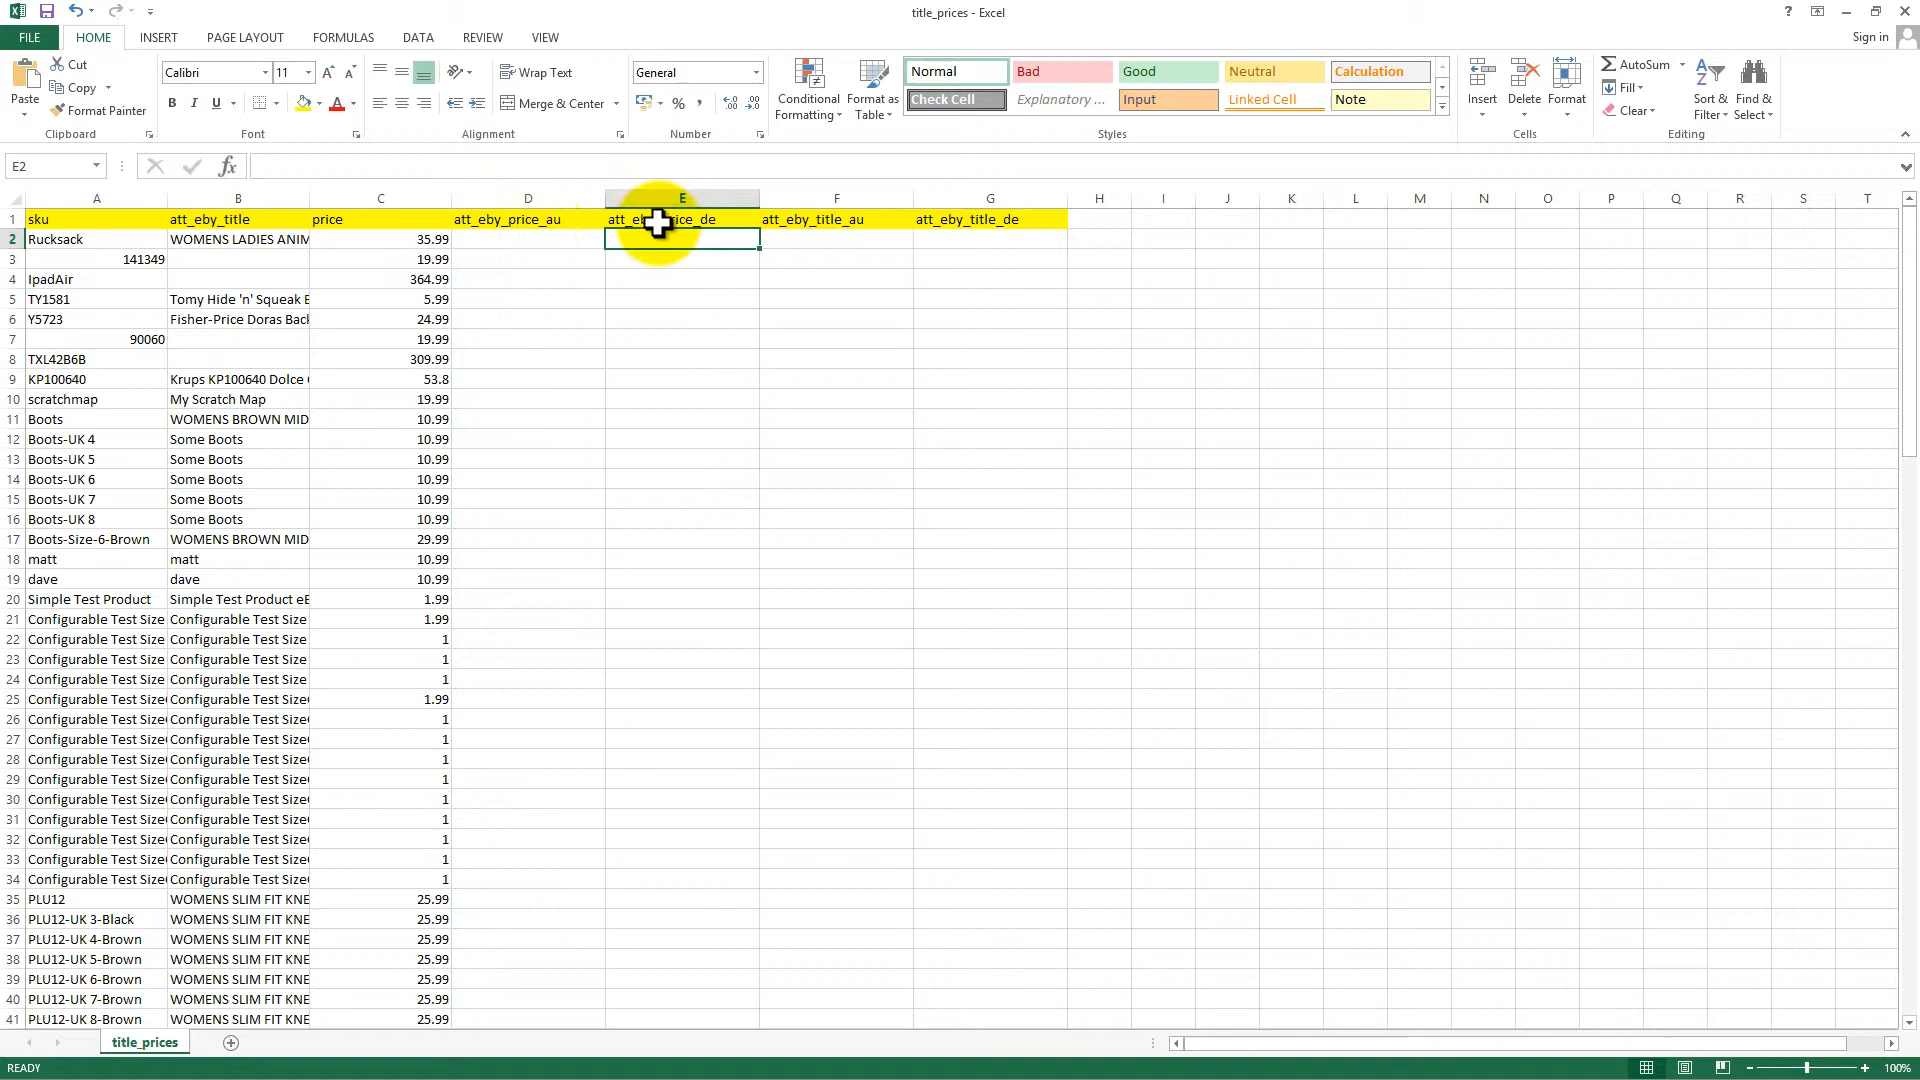 title_prices - Excel
FILE HOME INSERT PAGE LAYOUT FORMULAS DATA REVIEW VIEW Sign in
Paste Cut Copy Format Painter
Calibri 11 B I U
Wrap Text Merge & Center
General %
Conditional Formatting Format as Table
Normal Bad Good Neutral Calculation
Check Cell Explanatory ... Input Linked Cell Note
Insert Delete Format
AutoSum Fill Clear
Sort & Filter Find & Select
Clipboard Font Alignment Number Styles Cells Editing
E2 fx
A B C D E F G H I J K L M N O P Q R S T
1 sku att_eby_title price att_eby_price_au att_eby_price_de att_eby_title_au att_eby_title_de
2 Rucksack WOMENS LADIES ANIM 35.99
3 141349 19.99
4 IpadAir 364.99
5 TY1581 Tomy Hide 'n' Squeak E 5.99
6 Y5723 Fisher-Price Doras Back 24.99
7 90060 19.99
8 TXL42B6B 309.99
9 KP100640 Krups KP100640 Dolce 53.8
10 scratchmap My Scratch Map 19.99
11 Boots WOMENS BROWN MID 10.99
12 Boots-UK 4 Some Boots 10.99
13 Boots-UK 5 Some Boots 10.99
14 Boots-UK 6 Some Boots 10.99
15 Boots-UK 7 Some Boots 10.99
16 Boots-UK 8 Some Boots 10.99
17 Boots-Size-6-Brown WOMENS BROWN MID 29.99
18 matt matt 10.99
19 dave dave 10.99
20 Simple Test Product Simple Test Product eE 1.99
21 Configurable Test Size Configurable Test Size 1.99
22 Configurable Test Size Configurable Test Size 1
23 Configurable Test Size Configurable Test Size 1
24 Configurable Test Size Configurable Test Size 1
25 Configurable Test Size Configurable Test Size 1.99
26 Configurable Test Size Configurable Test Size 1
27 Configurable Test Size Configurable Test Size 1
28 Configurable Test Size Configurable Test Size 1
29 Configurable Test Size Configurable Test Size 1
30 Configurable Test Size Configurable Test Size 1
31 Configurable Test Size Configurable Test Size 1
32 Configurable Test Size Configurable Test Size 1
33 Configurable Test Size Configurable Test Size 1
34 Configurable Test Size Configurable Test Size 1
35 PLU12 WOMENS SLIM FIT KNE 25.99
36 PLU12-UK 3-Black WOMENS SLIM FIT KNE 25.99
37 PLU12-UK 4-Brown WOMENS SLIM FIT KNE 25.99
38 PLU12-UK 5-Brown WOMENS SLIM FIT KNE 25.99
39 PLU12-UK 6-Brown WOMENS SLIM FIT KNE 25.99
40 PLU12-UK 7-Brown WOMENS SLIM FIT KNE 25.99
41 PLU12-UK 8-Brown WOMENS SLIM FIT KNE 25.99
title_prices
READY 100%